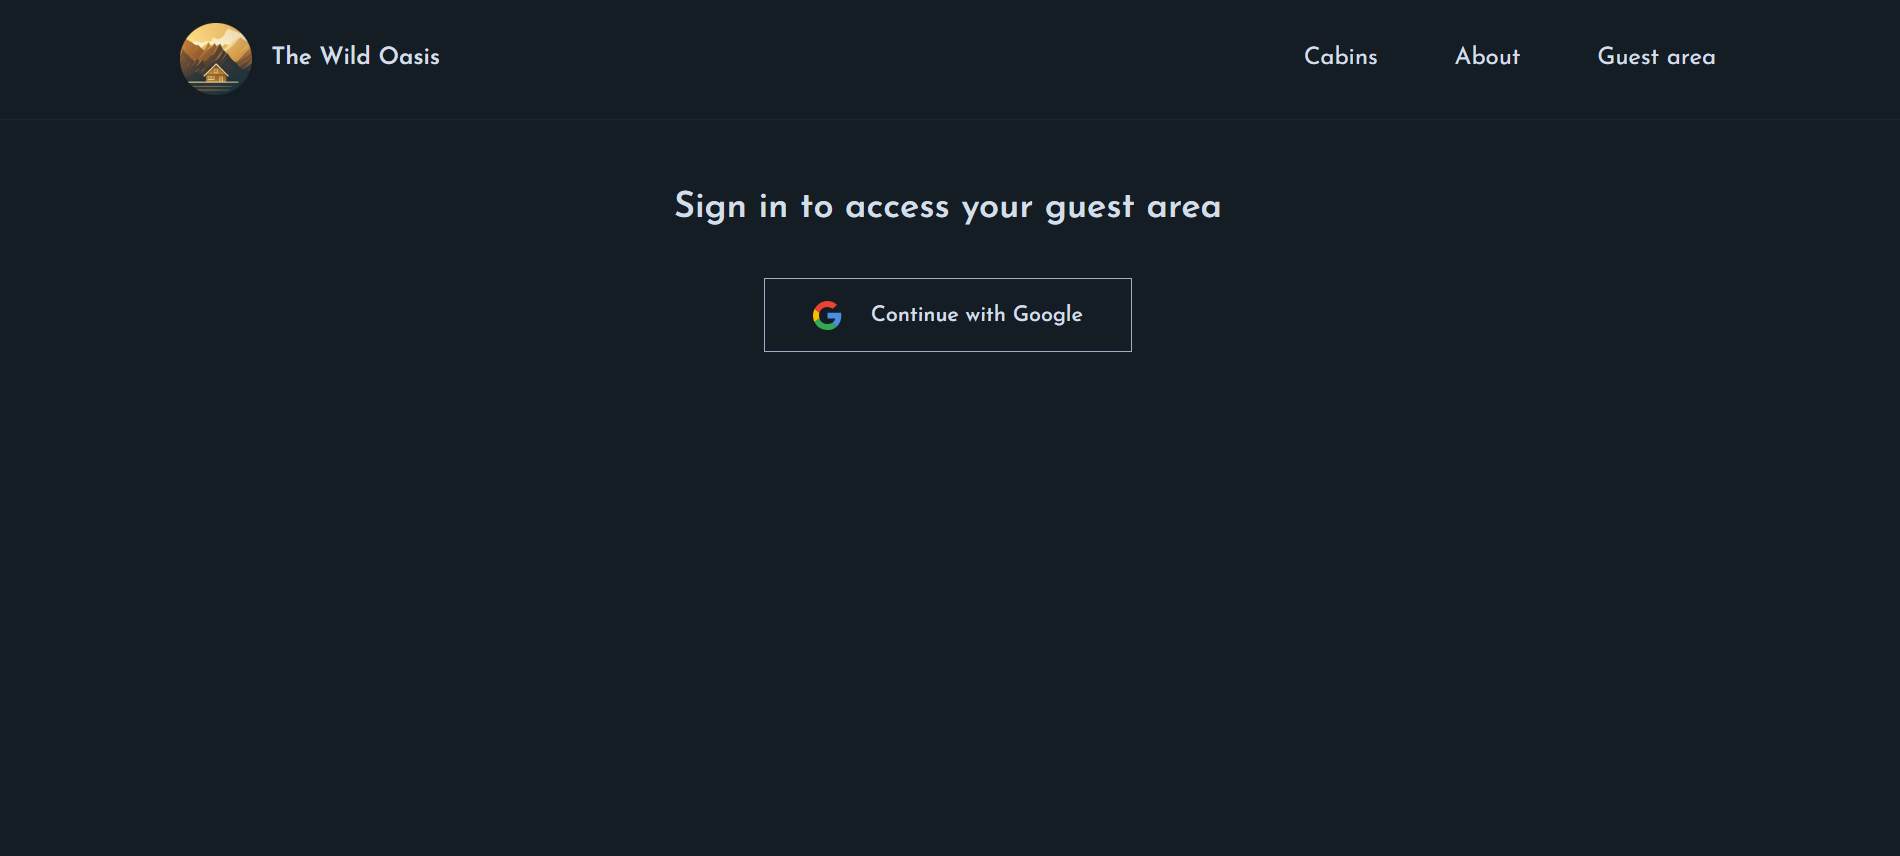 The Wild Oasis
Cabins
About
Guest area
Sign in to access your guest area
Continue with Google